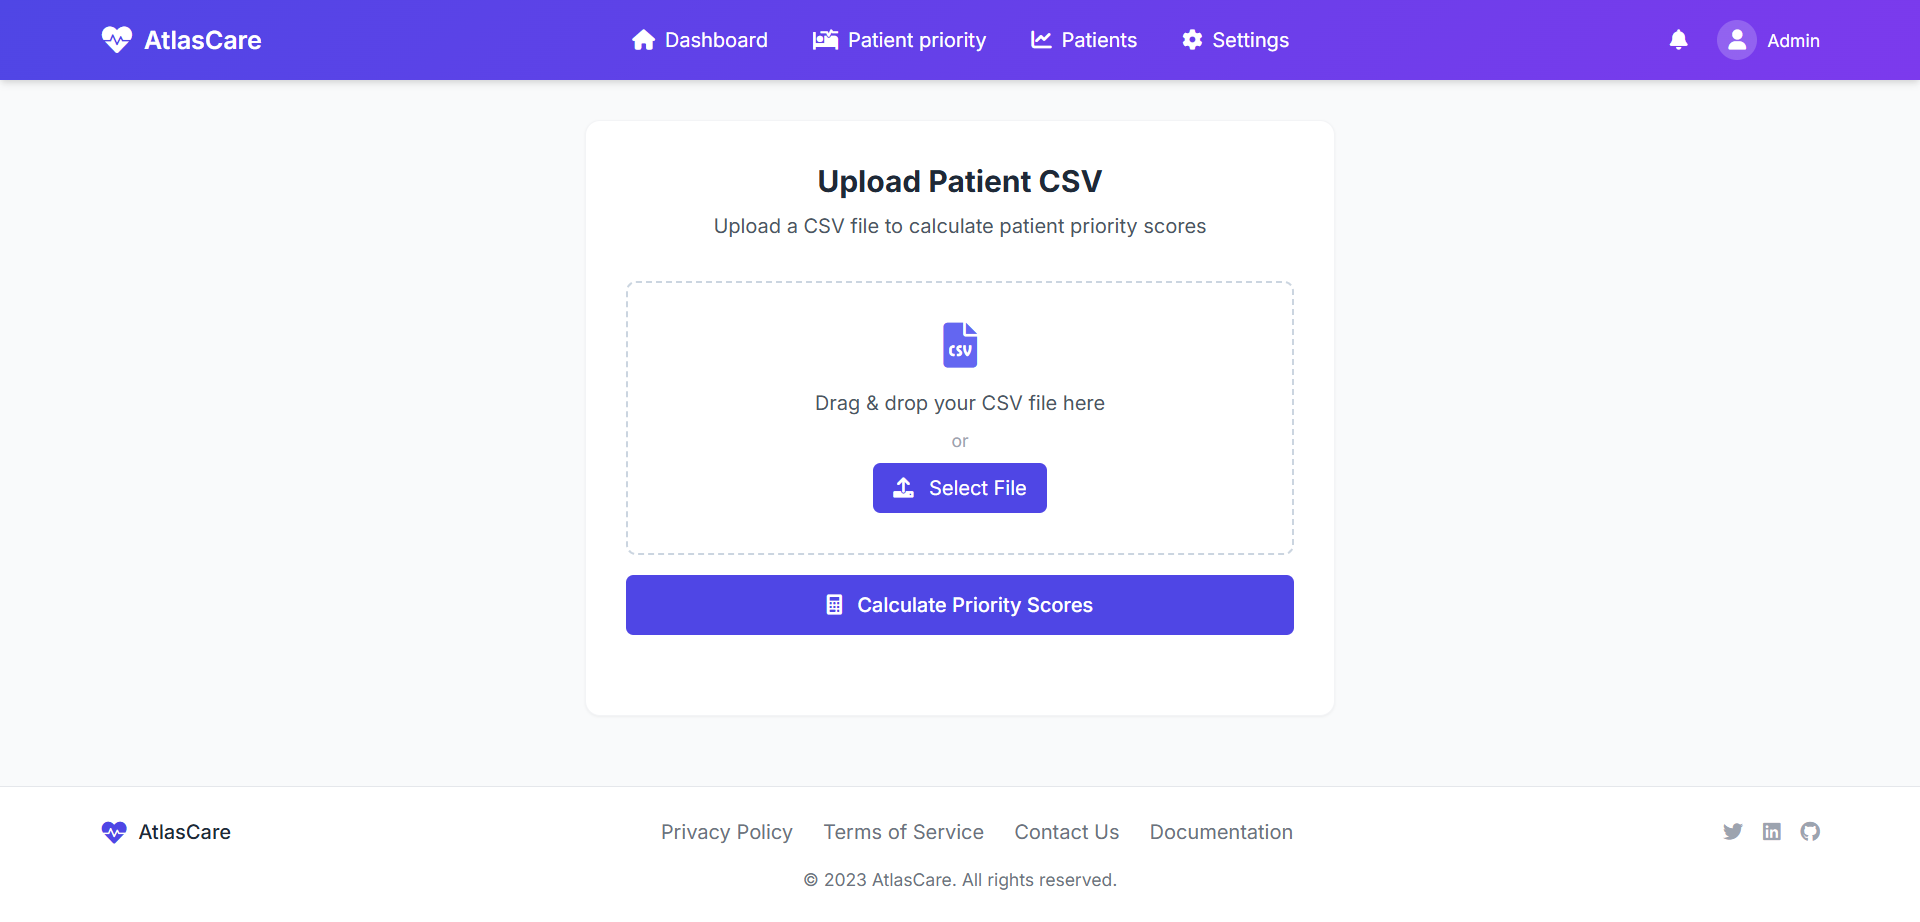 AtlasCare
Dashboard
Patient priority
Patients
Settings
Admin
Upload Patient CSV
Upload a CSV file to calculate patient priority scores
CSV
Drag & drop your CSV file here
or
Select File
Calculate Priority Scores
AtlasCare
Privacy Policy
Terms of Service
Contact Us
Documentation
in
© 2023 AtlasCare. All rights reserved.